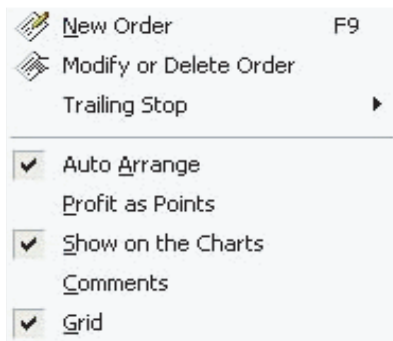 New Order F9
Modify or Delete Order
Trailing Stop
Auto Arrange
Profit as Points
Show on the Charts
Comments
Grid